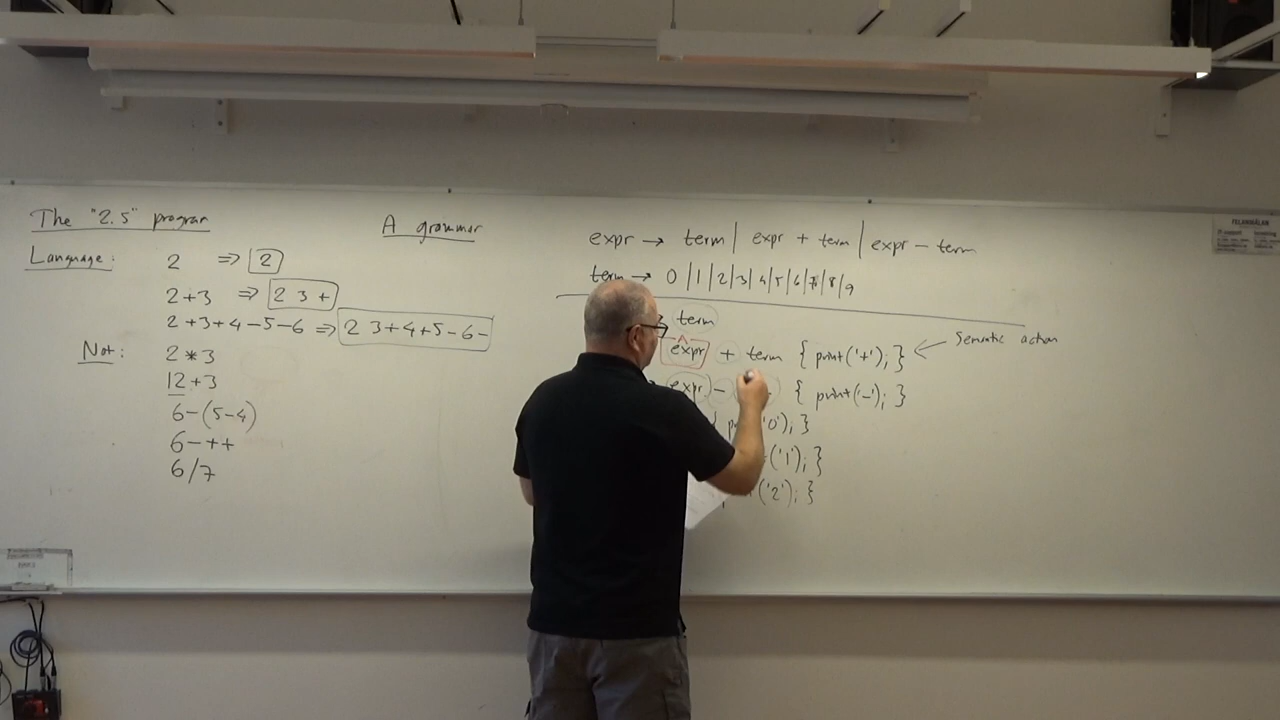 The "2.5" program
Language:
2 => 2
2+3 => 2 3 +
2+3+4-5-6 => 2 3+4+5-6-
Not:
2*3
12+3
6-(5-4)
6-++
6/7
A grammar
expr → term | expr + term | expr - term
term → 0|1|2|3|4|5|6|7|8|9
term
expr + term { print('+'); } ← Semantic action
expr - { print('-'); }
'0'); }
('1'); }
('2'); }
FELANMÄLAN